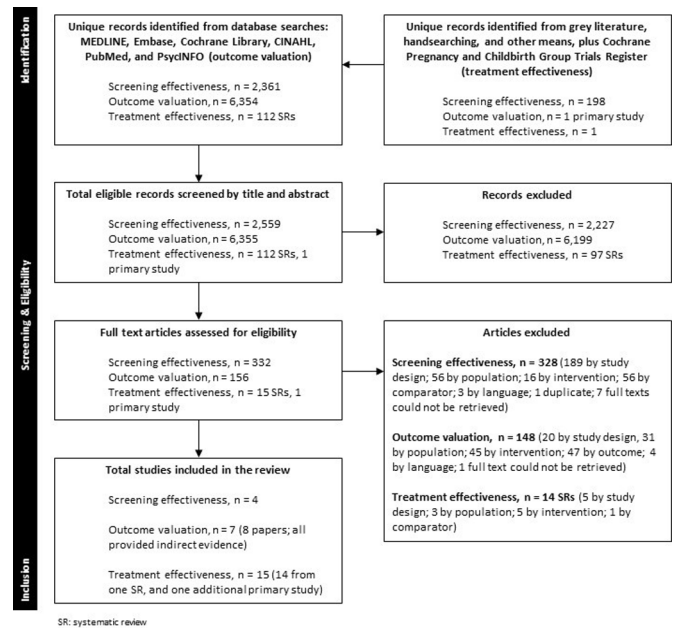 Identification
Unique records identified from database searches:
MEDLINE, Embase, Cochrane Library, CINAHL,
PubMed, and PsycINFO (outcome valuation)
Screening effectiveness, n = 2,361
Outcome valuation, n = 6,354
Treatment effectiveness, n = 112 SRs
Unique records identified from grey literature,
handsearching, and other means, plus Cochrane
Pregnancy and Childbirth Group Trials Register
(treatment effectiveness)
Screening effectiveness, n = 198
Outcome valuation, n = 1 primary study
Treatment effectiveness, n = 1
Screening & Eligibility
Total eligible records screened by title and abstract
Screening effectiveness, n = 2,559
Outcome valuation, n = 6,355
Treatment effectiveness, n = 112 SRs, 1
primary study
Records excluded
Screening effectiveness, n = 2,227
Outcome valuation, n = 6,199
Treatment effectiveness, n = 97 SRs
Full text articles assessed for eligibility
Screening effectiveness, n = 332
Outcome valuation, n = 156
Treatment effectiveness, n = 15 SRs, 1
primary study
Articles excluded
Screening effectiveness, n = 328 (189 by study
design; 56 by population; 16 by intervention; 56 by
comparator; 3 by language; 1 duplicate; 7 full texts
could not be retrieved)
Outcome valuation, n = 148 (20 by study design, 31
by population; 45 by intervention; 47 by outcome; 4
by language; 1 full text could not be retrieved)
Treatment effectiveness, n = 14 SRs (5 by study
design; 3 by population; 5 by intervention; 1 by
comparator)
Inclusion
Total studies included in the review
Screening effectiveness, n = 4
Outcome valuation, n = 7 (8 papers; all
provided indirect evidence)
Treatment effectiveness, n = 15 (14 from
one SR, and one additional primary study)
SR: systematic review